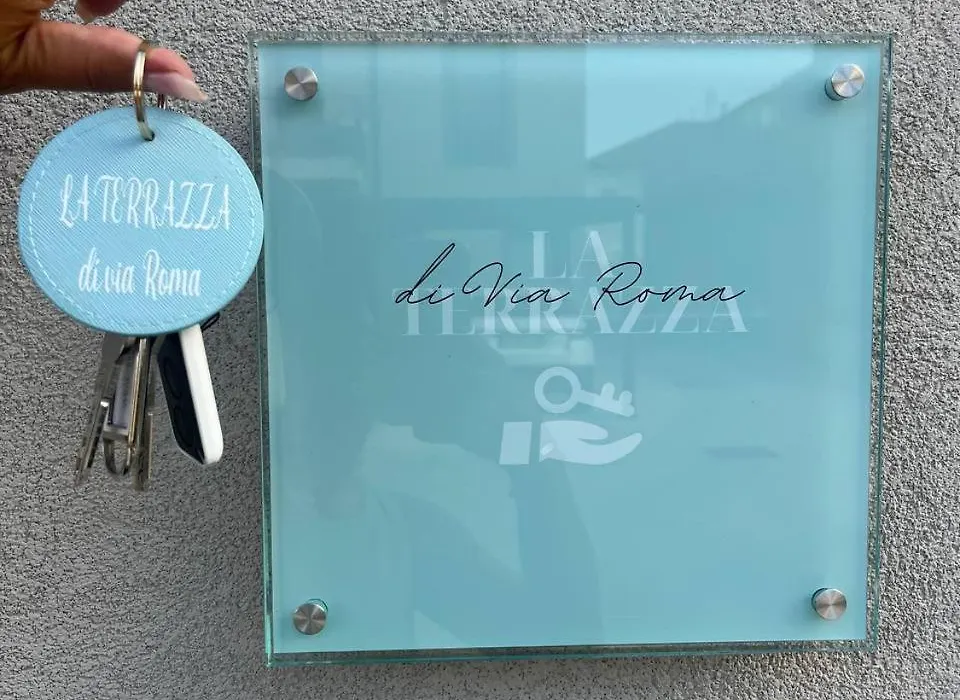 LA TERRAZZA
di via Roma
LA
di Via Roma
TERRAZZA